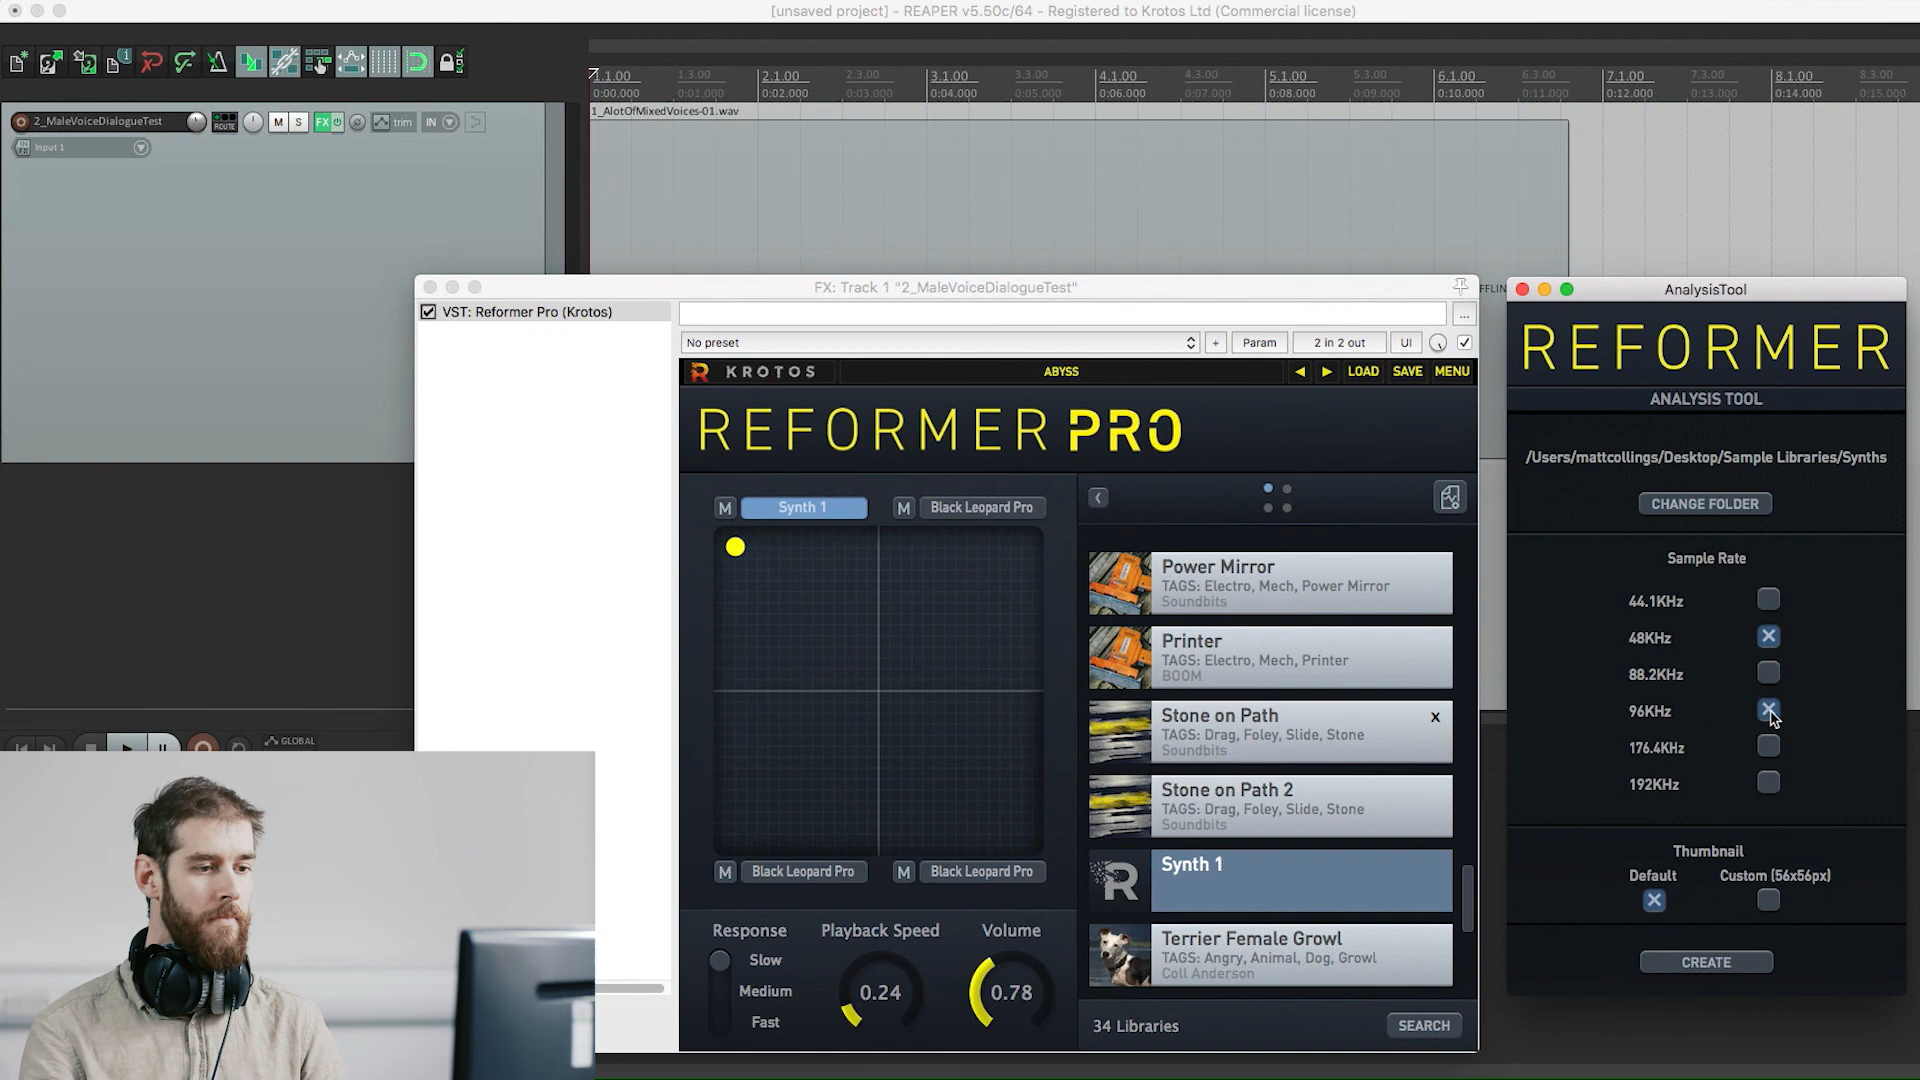 [unsaved project] - REAPER v5.50c/64 - Registered to Krotos Ltd (Commercial license)
1.1.00 1.3.00 2.1.00 2.3.00 3.1.00 3.3.00 4.1.00 4.3.00 5.1.00 5.3.00 6.1.00 6.3.00 7.1.00 7.3.00 8.1.00 8.3.00
0:00.000 0:01.000 0:02.000 0:03.000 0:04.000 0:05.000 0:06.000 0:07.000 0:08.000 0:09.000 0:10.000 0:11.000 0:12.000 0:13.000 0:14.000 0:15.000
1_AlotOfMixedVoices-01.wav
2_MaleVoiceDialogueTest ROUTE M S FX trim IN
IN FX Input 1
GLOBAL
FX: Track 1 "2_MaleVoiceDialogueTest"
VST: Reformer Pro (Krotos)
...
No preset + Param 2 in 2 out UI
KROTOS ABYSS LOAD SAVE MENU
REFORMER PRO
M Synth 1 M Black Leopard Pro
M Black Leopard Pro M Black Leopard Pro
Response Playback Speed Volume
Slow
Medium
Fast
0.24
0.78
Power Mirror
TAGS: Electro, Mech, Power Mirror
Soundbits
Printer
TAGS: Electro, Mech, Printer
BOOM
Stone on Path x
TAGS: Drag, Foley, Slide, Stone
Soundbits
Stone on Path 2
TAGS: Drag, Foley, Slide, Stone
Soundbits
R
Synth 1
Terrier Female Growl
TAGS: Angry, Animal, Dog, Growl
Coll Anderson
34 Libraries SEARCH
AnalysisTool
REFORMER
ANALYSIS TOOL
/Users/mattcollings/Desktop/Sample Libraries/Synths
CHANGE FOLDER
Sample Rate
44.1KHz
48KHz
88.2KHz
96KHz
176.4KHz
192KHz
Thumbnail
Default Custom (56x56px)
CREATE